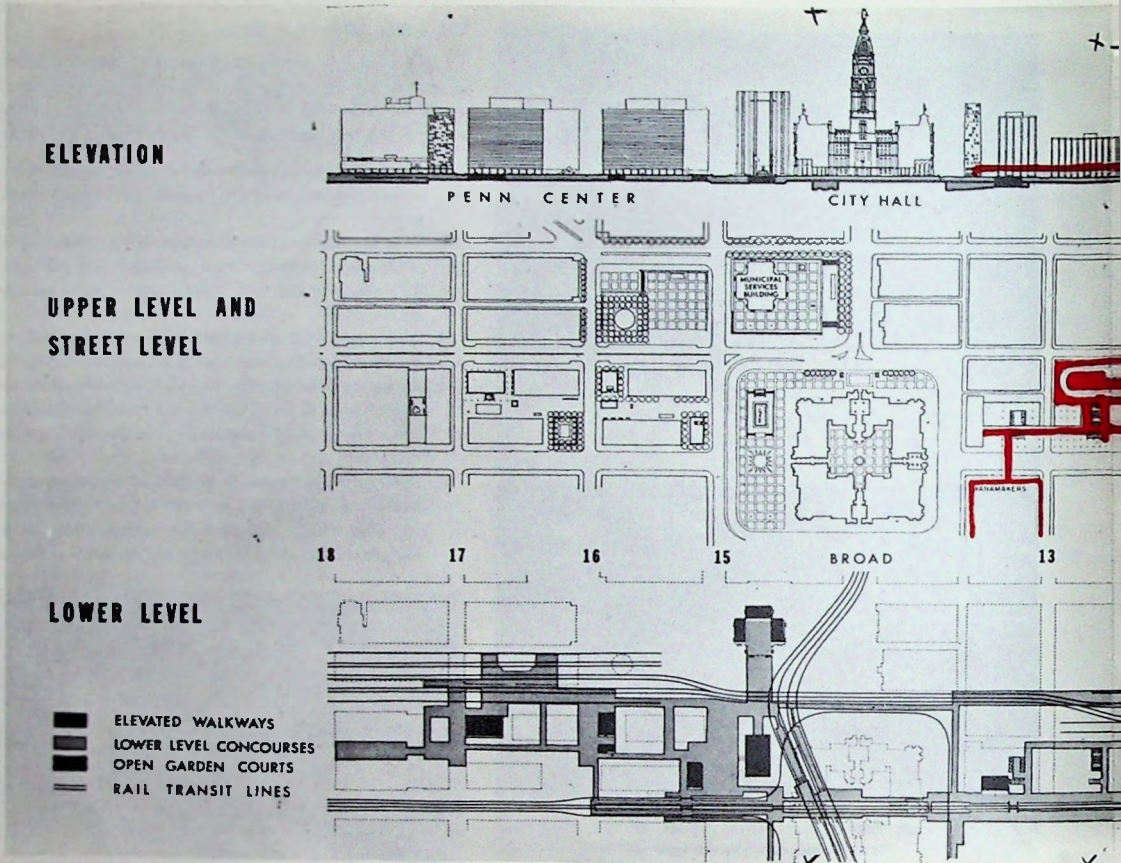 ELEVATION
PENN CENTER
CITY HALL
UPPER LEVEL AND
STREET LEVEL
MUNICIPAL
SERVICES
BUILDING
WANAMAKERS
18
17
16
15
BROAD
13
LOWER LEVEL
ELEVATED WALKWAYS
LOWER LEVEL CONCOURSES
OPEN GARDEN COURTS
RAIL TRANSIT LINES